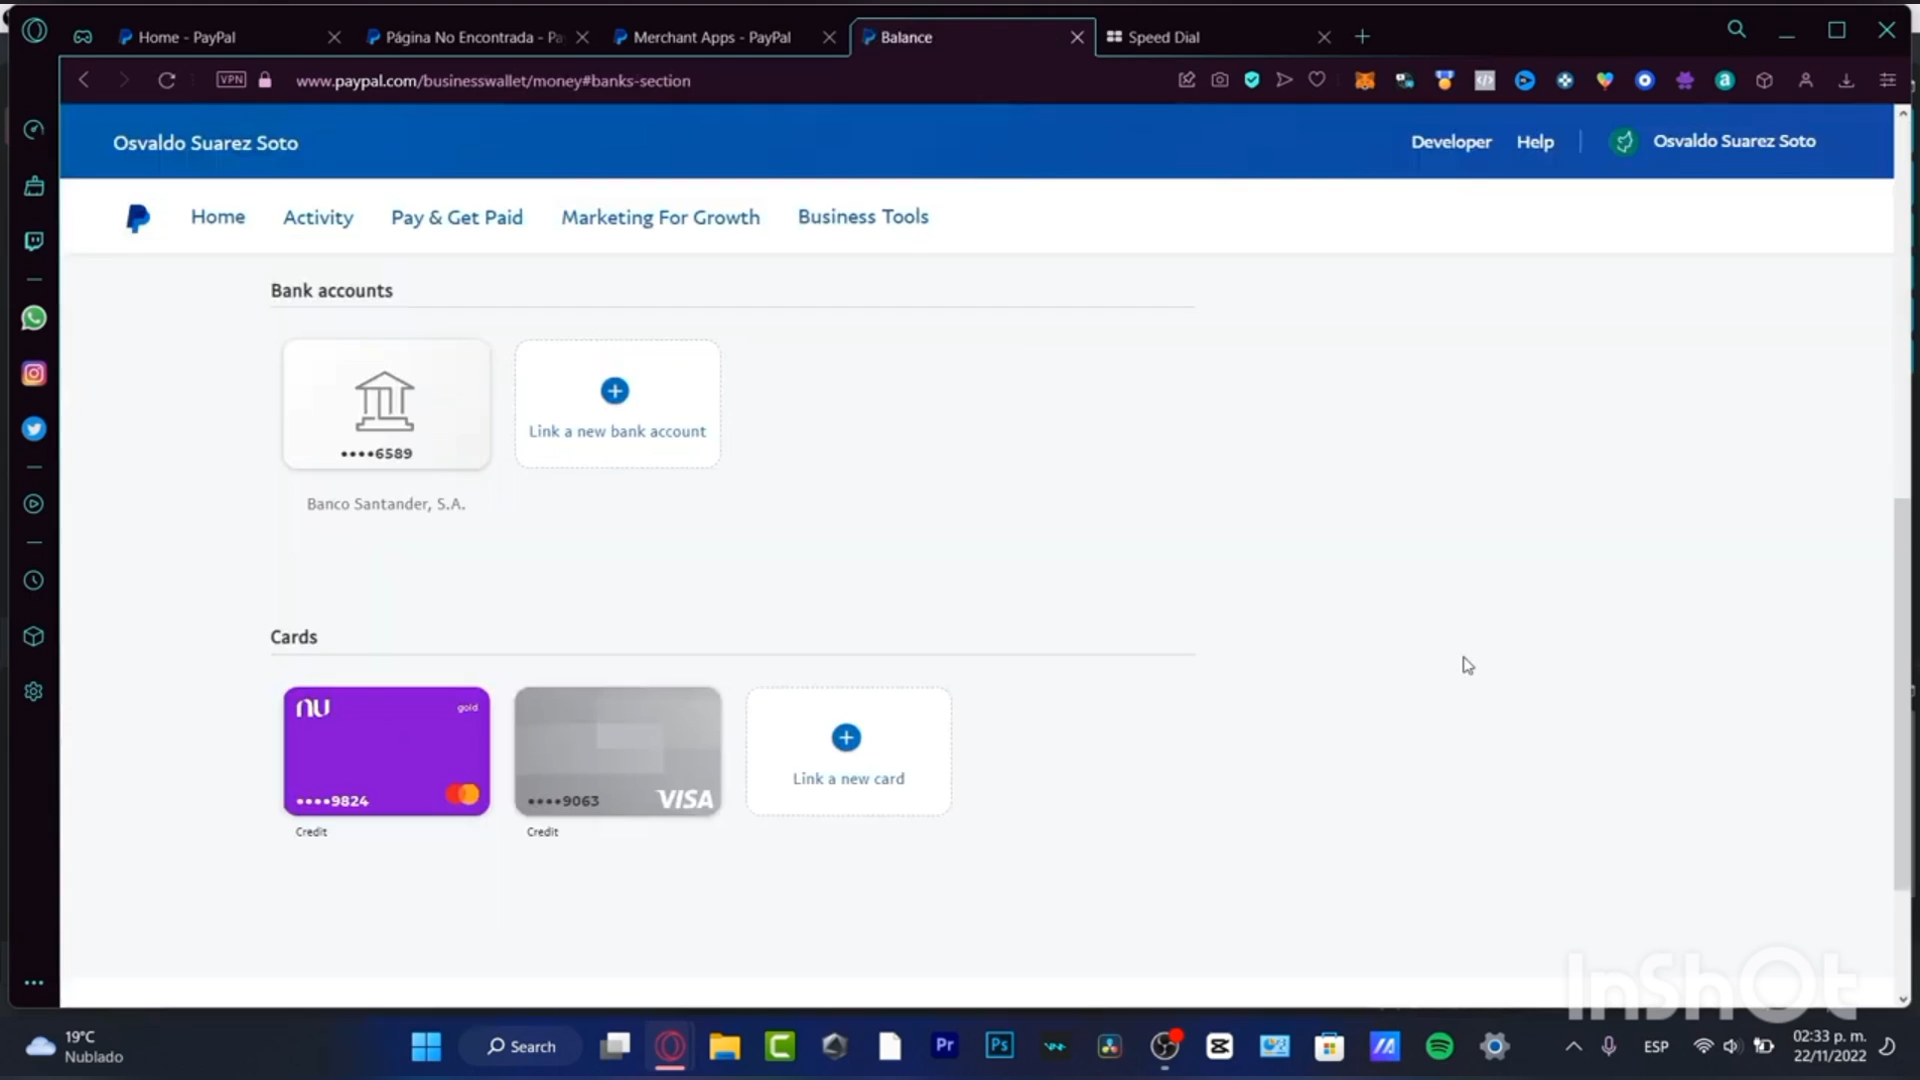 Home - PayPal
Página No Encontrada - Pa
Merchant Apps - PayPal
Balance
Speed Dial
VPN
www.paypal.com/businesswallet/money#banks-section
Osvaldo Suarez Soto
Developer
Help
Osvaldo Suarez Soto
Home
Activity
Pay & Get Paid
Marketing For Growth
Business Tools
Bank accounts
••••6589
Link a new bank account
Banco Santander, S.A.
Cards
nu
gold
••••9824
••••9063
VISA
Link a new card
Credit
Credit
InShOt
19°C
Nublado
Search
Pr
Ps
ESP
02:33 p. m.
22/11/2022